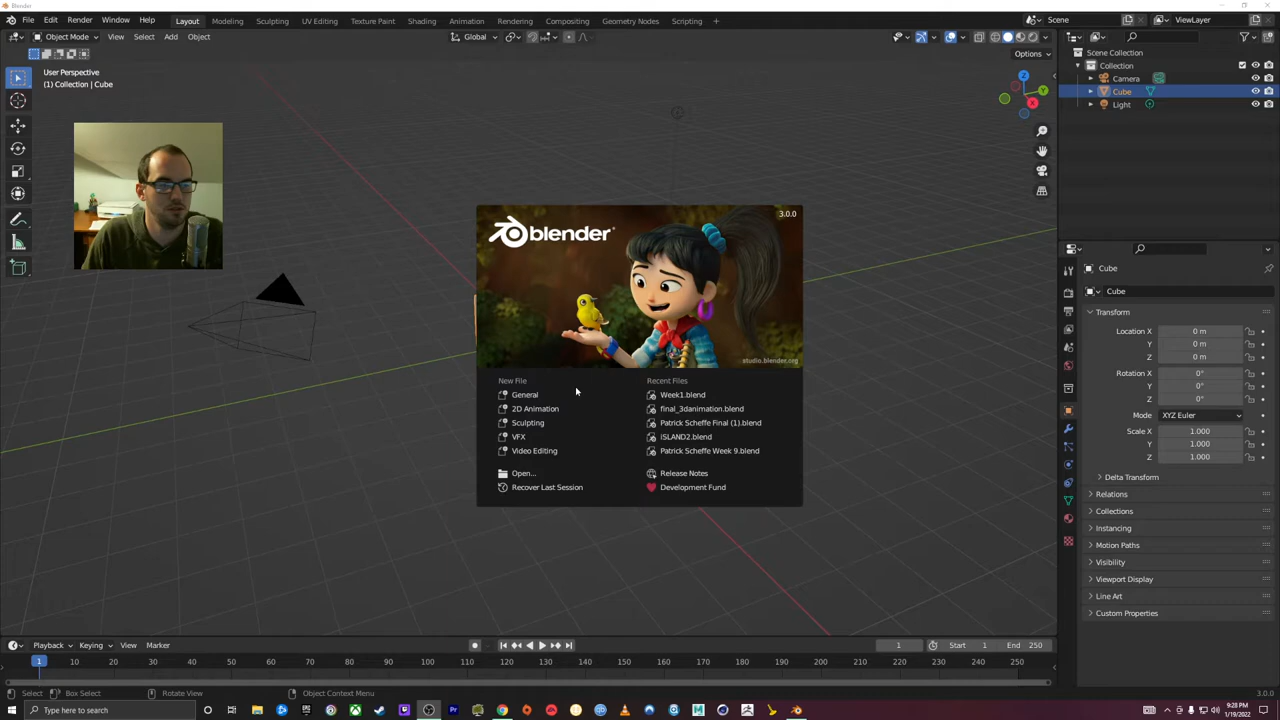 Blender
File Edit Render Window Help Layout Modeling Sculpting UV Editing Texture Paint Shading Animation Rendering Compositing Geometry Nodes Scripting + Scene ViewLayer
Object Mode View Select Add Object Global
Options
User Perspective
(1) Collection | Cube
Z
Y
X
Scene Collection
Collection
Camera
Cube
Light
3.0.0
blender
studio.blender.org
New File
General
2D Animation
Sculpting
VFX
Video Editing
Open...
Recover Last Session
Recent Files
Week1.blend
final_3danimation.blend
Patrick Scheffe Final (1).blend
iSLAND2.blend
Patrick Scheffe Week 9.blend
Release Notes
Development Fund
Cube
Cube
Transform
Location X 0 m
Y 0 m
Z 0 m
Rotation X 0°
Y 0°
Z 0°
Mode XYZ Euler
Scale X 1.000
Y 1.000
Z 1.000
Delta Transform
Relations
Collections
Instancing
Motion Paths
Visibility
Viewport Display
Line Art
Custom Properties
Playback Keying View Marker 1 Start 1 End 250
1 10 20 30 40 50 60 70 80 90 100 110 120 130 140 150 160 170 180 190 200 210 220 230 240 250
Select Box Select Rotate View Object Context Menu 3.0.0
Type here to search
9:28 PM
1/19/2022